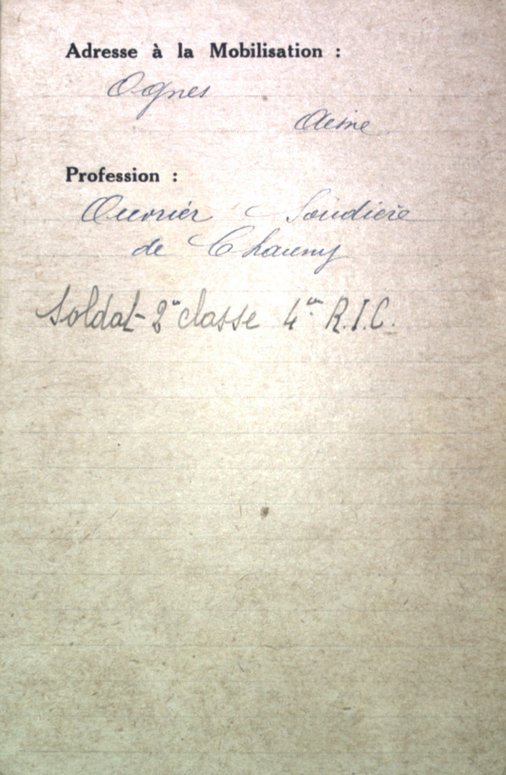 Adresse à la Mobilisation :
Ognes
Aisne
Profession :
Ouvrier Soudière
de Chauny
Soldat - 2e classe 4e R.I.C.